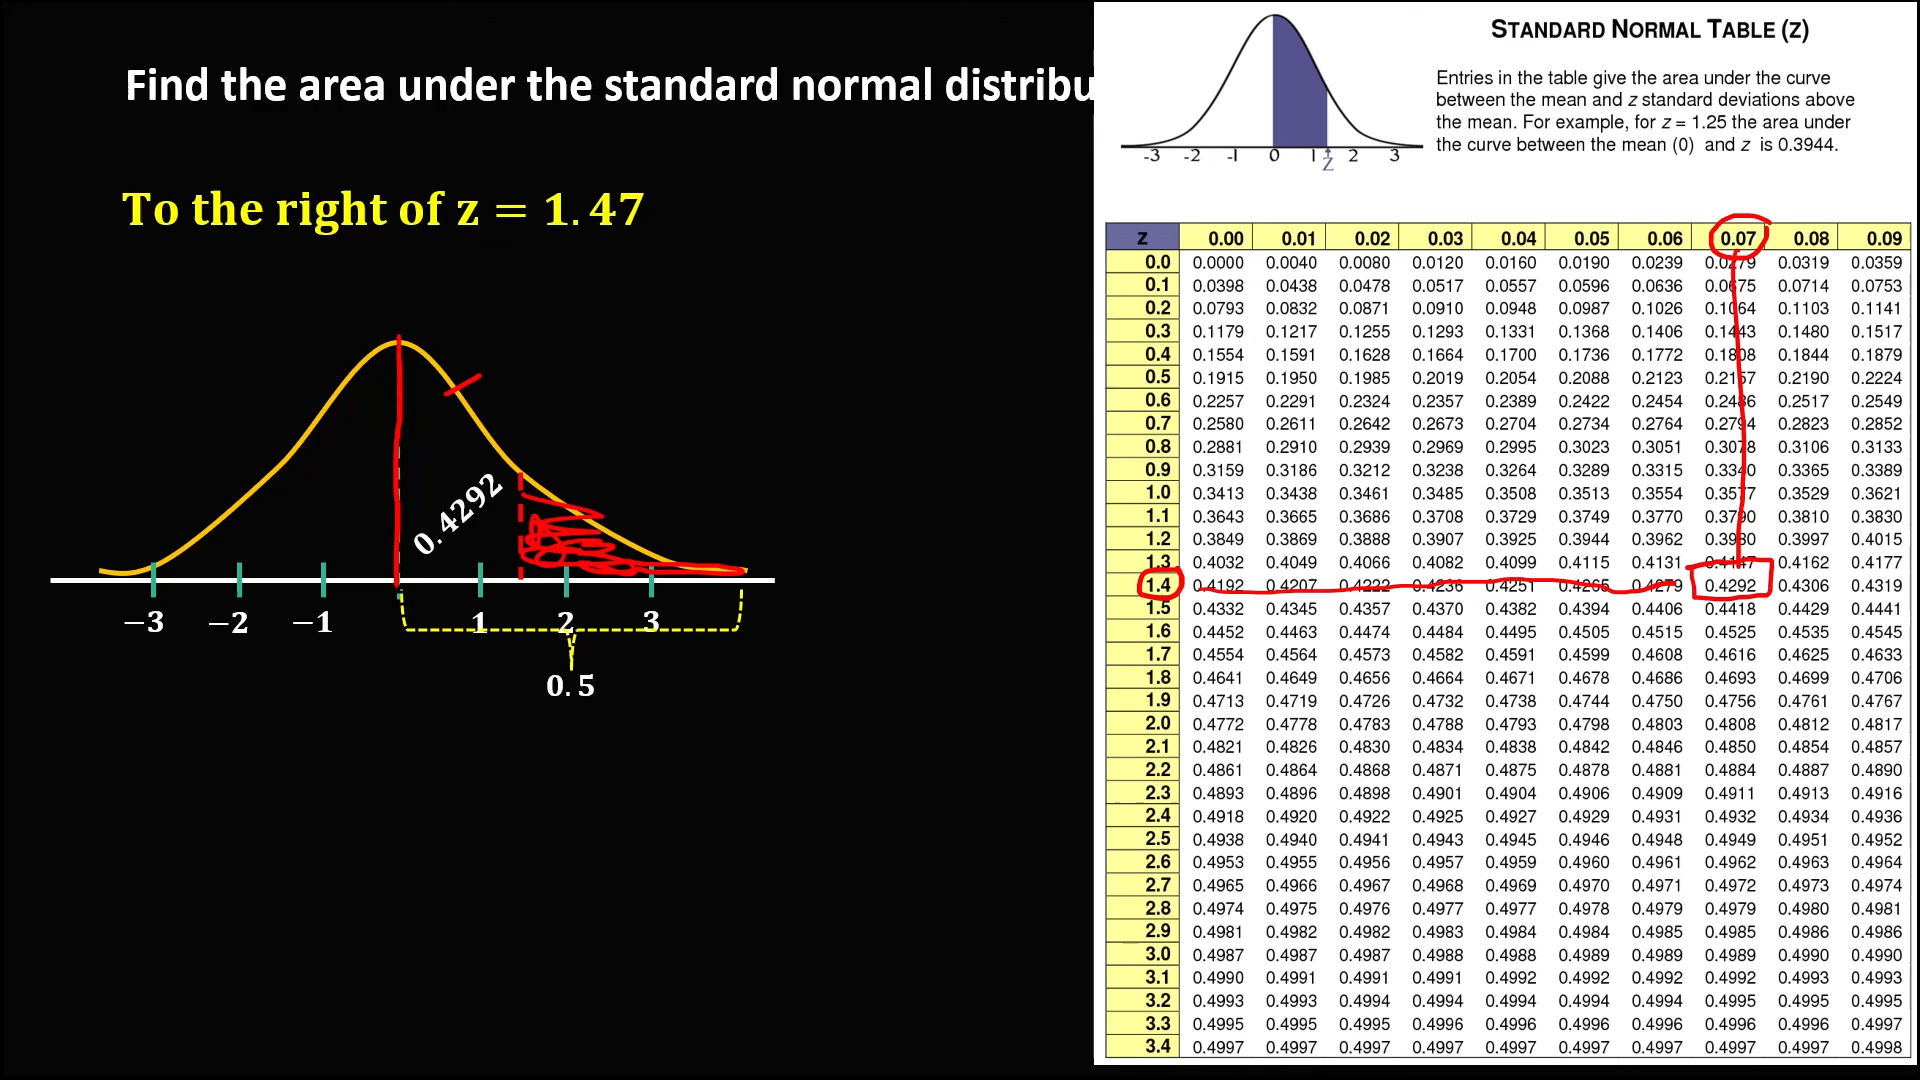 Find the area under the standard normal distribu
To the right of z = 1.47
0.4292
−3 −2 −1 1 2 3
0.5
STANDARD NORMAL TABLE (Z)
Entries in the table give the area under the curve
between the mean and z standard deviations above
the mean. For example, for z = 1.25 the area under
the curve between the mean (0) and z is 0.3944.
-3 -2 -1 0 1 2 3
Z
z 0.00 0.01 0.02 0.03 0.04 0.05 0.06 0.07 0.08 0.09
0.0 0.0000 0.0040 0.0080 0.0120 0.0160 0.0190 0.0239 0.0279 0.0319 0.0359
0.1 0.0398 0.0438 0.0478 0.0517 0.0557 0.0596 0.0636 0.0675 0.0714 0.0753
0.2 0.0793 0.0832 0.0871 0.0910 0.0948 0.0987 0.1026 0.1064 0.1103 0.1141
0.3 0.1179 0.1217 0.1255 0.1293 0.1331 0.1368 0.1406 0.1443 0.1480 0.1517
0.4 0.1554 0.1591 0.1628 0.1664 0.1700 0.1736 0.1772 0.1808 0.1844 0.1879
0.5 0.1915 0.1950 0.1985 0.2019 0.2054 0.2088 0.2123 0.2157 0.2190 0.2224
0.6 0.2257 0.2291 0.2324 0.2357 0.2389 0.2422 0.2454 0.2486 0.2517 0.2549
0.7 0.2580 0.2611 0.2642 0.2673 0.2704 0.2734 0.2764 0.2794 0.2823 0.2852
0.8 0.2881 0.2910 0.2939 0.2969 0.2995 0.3023 0.3051 0.3078 0.3106 0.3133
0.9 0.3159 0.3186 0.3212 0.3238 0.3264 0.3289 0.3315 0.3340 0.3365 0.3389
1.0 0.3413 0.3438 0.3461 0.3485 0.3508 0.3513 0.3554 0.3577 0.3529 0.3621
1.1 0.3643 0.3665 0.3686 0.3708 0.3729 0.3749 0.3770 0.3790 0.3810 0.3830
1.2 0.3849 0.3869 0.3888 0.3907 0.3925 0.3944 0.3962 0.3980 0.3997 0.4015
1.3 0.4032 0.4049 0.4066 0.4082 0.4099 0.4115 0.4131 0.4147 0.4162 0.4177
1.4 0.4192 0.4207 0.4222 0.4236 0.4251 0.4265 0.4279 0.4292 0.4306 0.4319
1.5 0.4332 0.4345 0.4357 0.4370 0.4382 0.4394 0.4406 0.4418 0.4429 0.4441
1.6 0.4452 0.4463 0.4474 0.4484 0.4495 0.4505 0.4515 0.4525 0.4535 0.4545
1.7 0.4554 0.4564 0.4573 0.4582 0.4591 0.4599 0.4608 0.4616 0.4625 0.4633
1.8 0.4641 0.4649 0.4656 0.4664 0.4671 0.4678 0.4686 0.4693 0.4699 0.4706
1.9 0.4713 0.4719 0.4726 0.4732 0.4738 0.4744 0.4750 0.4756 0.4761 0.4767
2.0 0.4772 0.4778 0.4783 0.4788 0.4793 0.4798 0.4803 0.4808 0.4812 0.4817
2.1 0.4821 0.4826 0.4830 0.4834 0.4838 0.4842 0.4846 0.4850 0.4854 0.4857
2.2 0.4861 0.4864 0.4868 0.4871 0.4875 0.4878 0.4881 0.4884 0.4887 0.4890
2.3 0.4893 0.4896 0.4898 0.4901 0.4904 0.4906 0.4909 0.4911 0.4913 0.4916
2.4 0.4918 0.4920 0.4922 0.4925 0.4927 0.4929 0.4931 0.4932 0.4934 0.4936
2.5 0.4938 0.4940 0.4941 0.4943 0.4945 0.4946 0.4948 0.4949 0.4951 0.4952
2.6 0.4953 0.4955 0.4956 0.4957 0.4959 0.4960 0.4961 0.4962 0.4963 0.4964
2.7 0.4965 0.4966 0.4967 0.4968 0.4969 0.4970 0.4971 0.4972 0.4973 0.4974
2.8 0.4974 0.4975 0.4976 0.4977 0.4977 0.4978 0.4979 0.4979 0.4980 0.4981
2.9 0.4981 0.4982 0.4982 0.4983 0.4984 0.4984 0.4985 0.4985 0.4986 0.4986
3.0 0.4987 0.4987 0.4987 0.4988 0.4988 0.4989 0.4989 0.4989 0.4990 0.4990
3.1 0.4990 0.4991 0.4991 0.4991 0.4992 0.4992 0.4992 0.4992 0.4993 0.4993
3.2 0.4993 0.4993 0.4994 0.4994 0.4994 0.4994 0.4994 0.4995 0.4995 0.4995
3.3 0.4995 0.4995 0.4995 0.4996 0.4996 0.4996 0.4996 0.4996 0.4996 0.4997
3.4 0.4997 0.4997 0.4997 0.4997 0.4997 0.4997 0.4997 0.4997 0.4997 0.4998